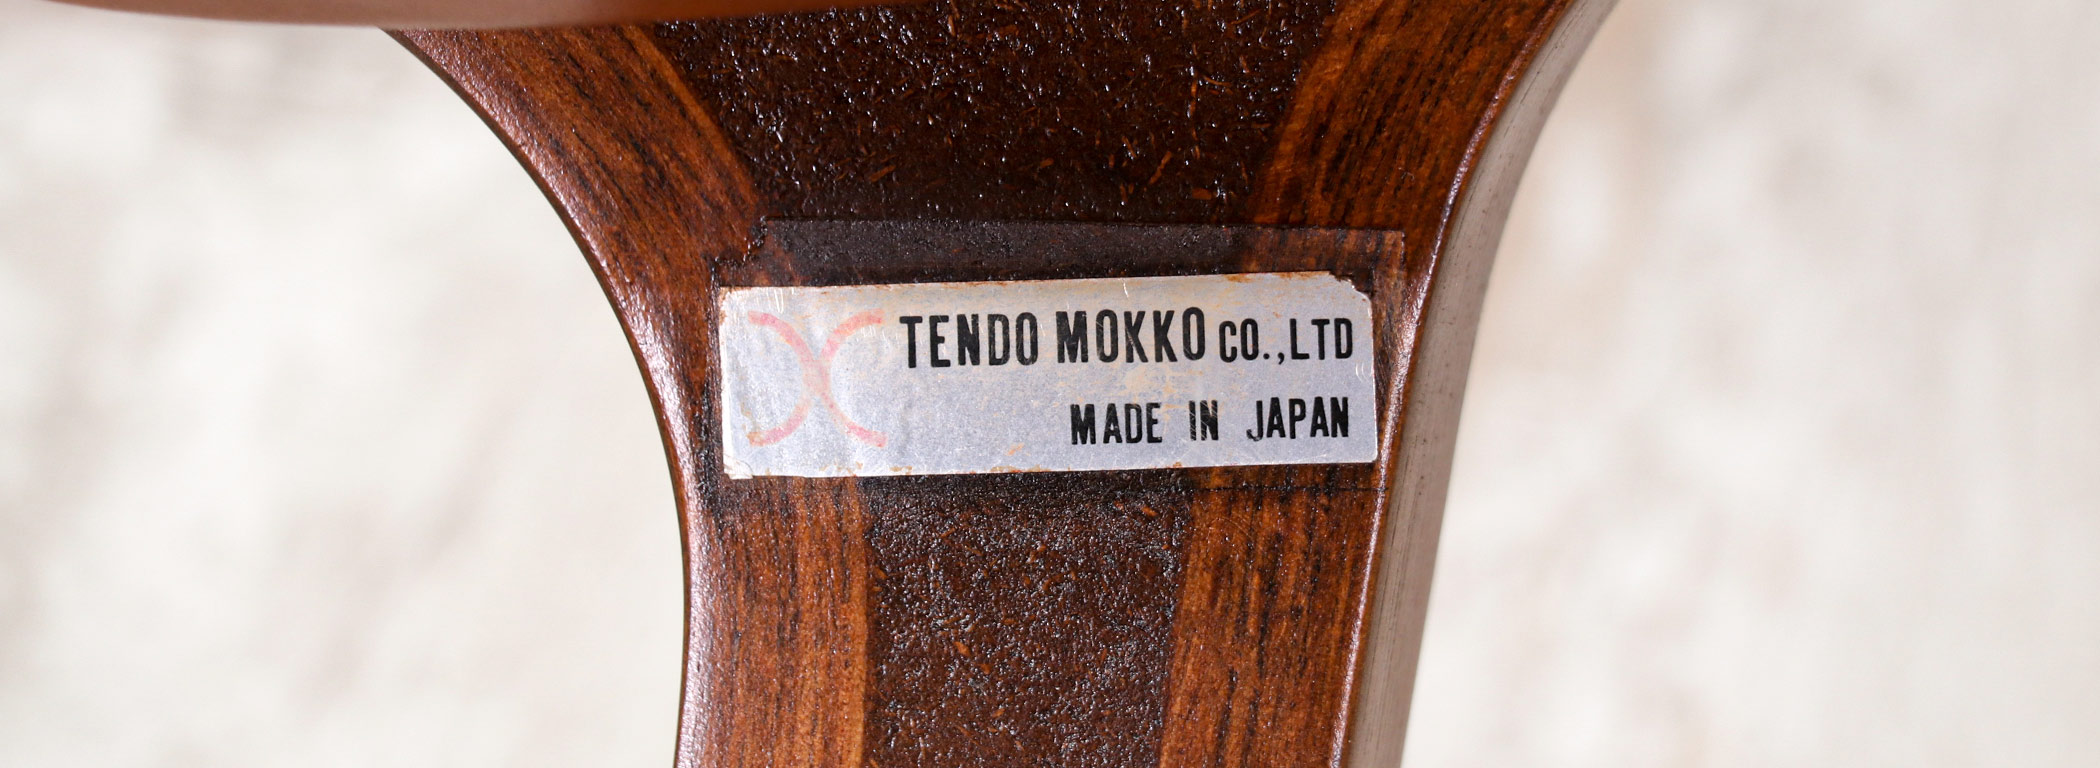 TENDO MOKKO CO.,LTD
MADE IN JAPAN